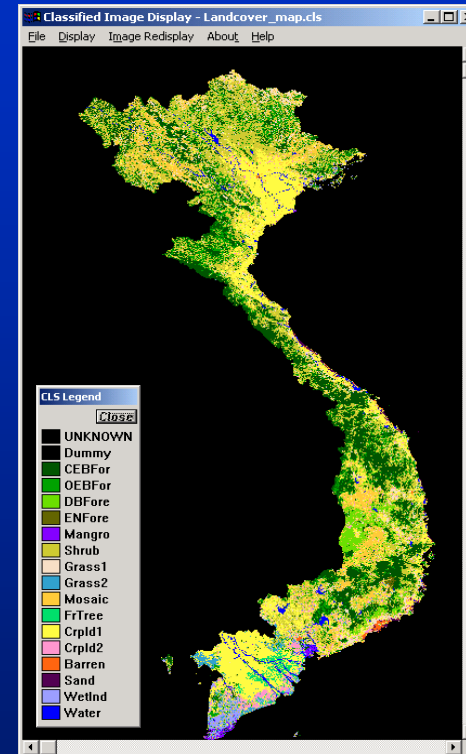 Classified Image Display - Landcover_map.cls
File Display Image Redisplay About Help
CLS Legend
Close
UNKNOWN
Dummy
CEBFor
OEBFor
DBFore
ENFore
Mangro
Shrub
Grass1
Grass2
Mosaic
FrTree
Crpld1
Crpld2
Barren
Sand
Wetlnd
Water